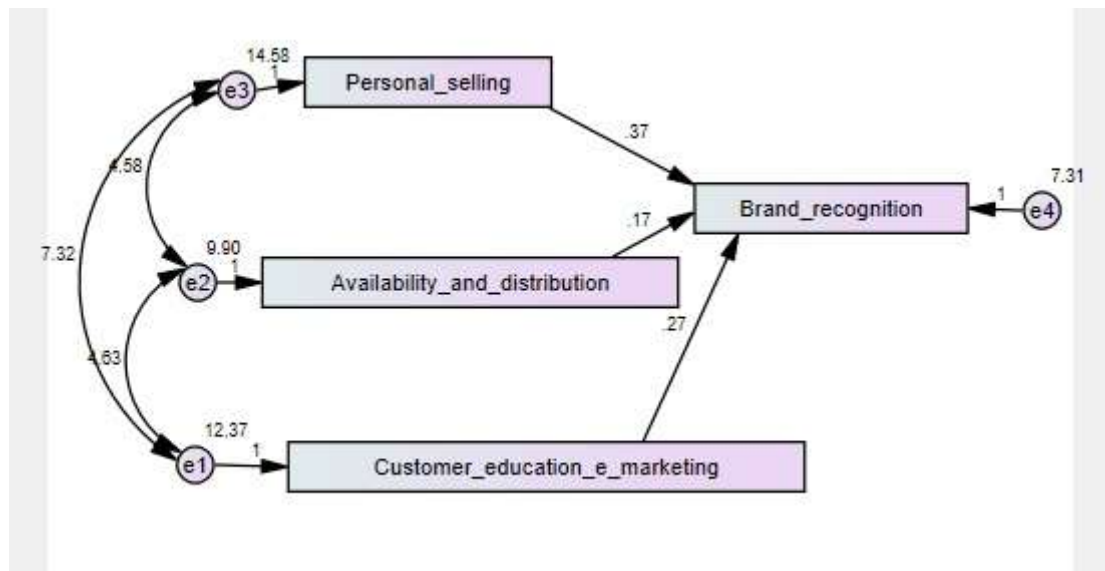 14.58
1
e3
Personal_selling
.37
4.58
7.31
Brand_recognition
1
e4
.17
7.32
9.90
1
e2
Availability_and_distribution
.27
4.63
12.37
1
e1
Customer_education_e_marketing